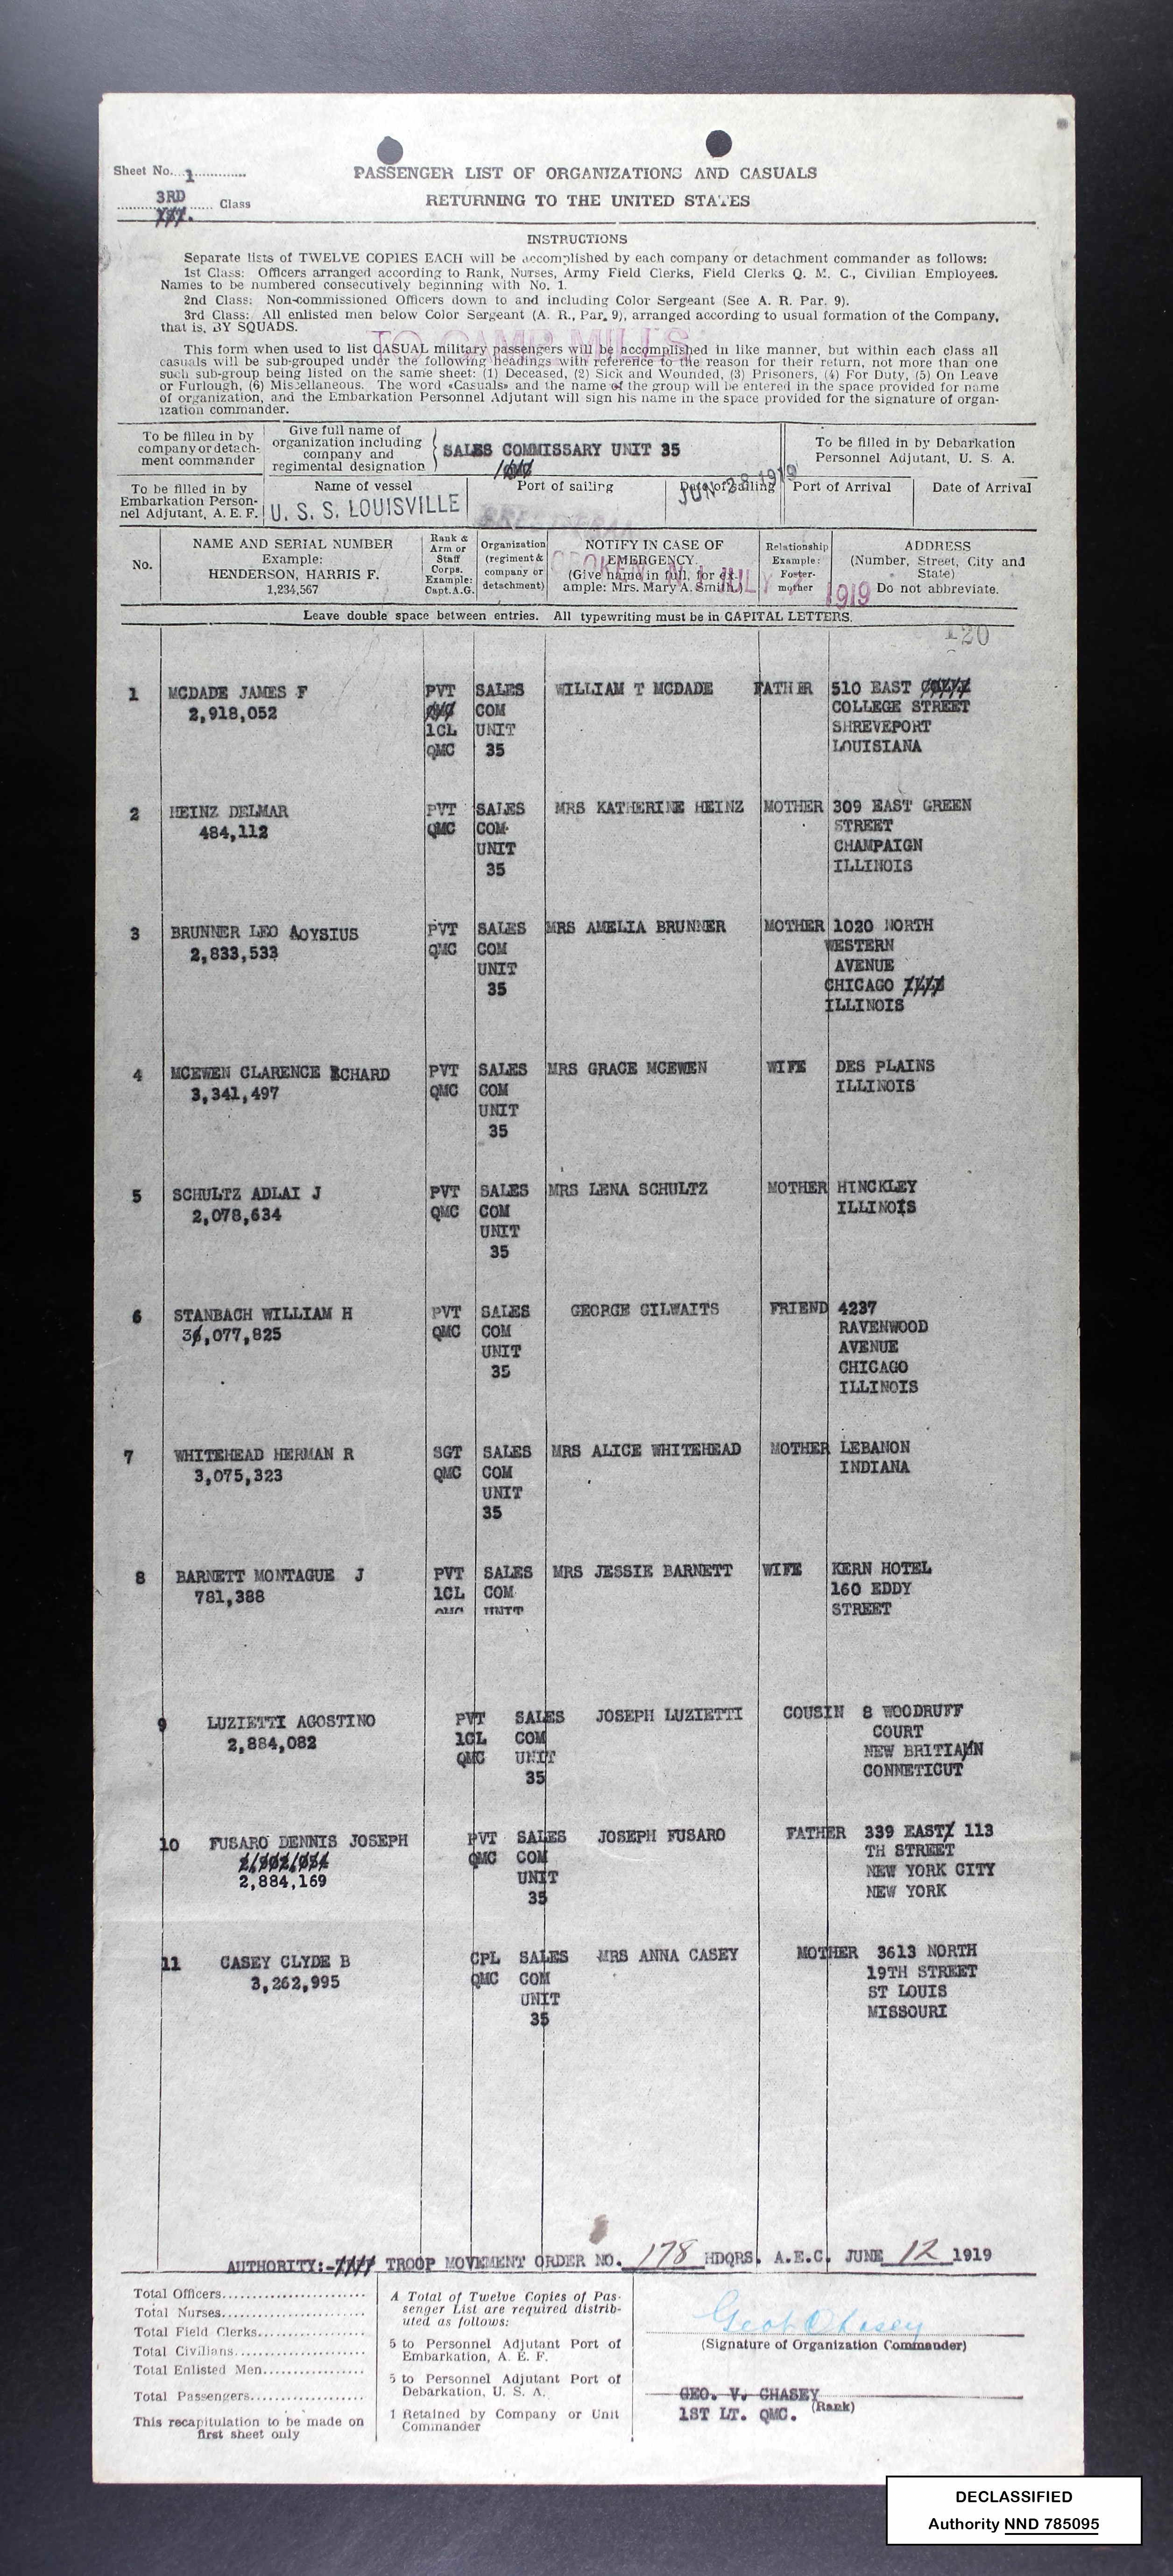 Sheet No. 1
3RD Class
PASSENGER LIST OF ORGANIZATIONS AND CASUALS
RETURNING TO THE UNITED STATES
INSTRUCTIONS
Separate lists of TWELVE COPIES EACH will be accomplished by each company or detachment commander as follows:
1st Class: Officers arranged according to Rank, Nurses, Army Field Clerks, Field Clerks Q. M. C., Civilian Employees.
Names to be numbered consecutively beginning with No. 1.
2nd Class: Non-commissioned Officers down to and including Color Sergeant (See A. R. Par. 9).
3rd Class: All enlisted men below Color Sergeant (A. R., Par. 9), arranged according to usual formation of the Company,
that is, BY SQUADS.
TO CAMP MILLS
This form when used to list CASUAL military passengers will be accomplished in like manner, but within each class all
casuals will be sub-grouped under the following headings with reference to the reason for their return, not more than one
such sub-group being listed on the same sheet: (1) Deceased, (2) Sick and Wounded, (3) Prisoners, (4) For Duty, (5) On Leave
or Furlough, (6) Miscellaneous. The word «Casuals» and the name of the group will be entered in the space provided for name
of organization, and the Embarkation Personnel Adjutant will sign his name in the space provided for the signature of organ-
ization commander.
To be filled in by
company or detach-
ment commander
Give full name of
organization including
company and
regimental designation
SALES COMMISSARY UNIT 35
To be filled in by Debarkation
Personnel Adjutant, U. S. A.
To be filled in by
Embarkation Person-
nel Adjutant, A. E. F.
Name of vessel
U. S. S. LOUISVILLE
Port of sailing
Date of sailing
JUN 28 1919
Port of Arrival
Date of Arrival
No.
NAME AND SERIAL NUMBER
Example:
HENDERSON, HARRIS F.
1,234,567
Rank &
Arm or
Staff
Corps.
Example:
Capt. A.G.
Organization
(regiment &
company or
detachment)
NOTIFY IN CASE OF
EMERGENCY.
(Give name in full, for ex-
ample: Mrs. Mary A. Smith.)
Relationship
Example:
Foster-
mother
ADDRESS
(Number, Street, City and
State)
Do not abbreviate.
HOBOKEN N J JULY 1919
Leave double space between entries. All typewriting must be in CAPITAL LETTERS.
120
1 MCDADE JAMES F PVT SALES WILLIAM T MCDADE FATHER 510 EAST
2,918,052 COM COLLEGE STREET
1CL UNIT SHREVEPORT
QMC 35 LOUISIANA
2 HEINZ DELMAR PVT SALES MRS KATHERINE HEINZ MOTHER 309 EAST GREEN
484,112 QMC COM STREET
UNIT CHAMPAIGN
35 ILLINOIS
3 BRUNNER LEO AOYSIUS PVT SALES MRS AMELIA BRUNNER MOTHER 1020 NORTH
2,833,533 QMC COM WESTERN
UNIT AVENUE
35 CHICAGO
ILLINOIS
4 MCEWEN CLARENCE RCHARD PVT SALES MRS GRACE MCEWEN WIFE DES PLAINS
3,341,497 QMC COM ILLINOIS
UNIT
35
5 SCHULTZ ADLAI J PVT SALES MRS LENA SCHULTZ MOTHER HINCKLEY
2,078,634 QMC COM ILLINOIS
UNIT
35
6 STANBACH WILLIAM H PVT SALES GEORGE GILWAITS FRIEND 4237
3,077,825 QMC COM RAVENWOOD
UNIT AVENUE
35 CHICAGO
ILLINOIS
7 WHITEHEAD HERMAN R SGT SALES MRS ALICE WHITEHEAD MOTHER LEBANON
3,075,323 QMC COM INDIANA
UNIT
35
8 BARNETT MONTAGUE J PVT SALES MRS JESSIE BARNETT WIFE KERN HOTEL
781,388 1CL COM 160 EDDY
QMC UNIT STREET
9 LUZIETTI AGOSTINO PVT SALES JOSEPH LUZIETTI COUSIN 8 WOODRUFF
2,884,082 1CL COM COURT
QMC UNIT NEW BRITIAN
35 CONNETICUT
10 FUSARO DENNIS JOSEPH PVT SALES JOSEPH FUSARO FATHER 339 EAST 113
QMC COM TH STREET
2,884,169 UNIT NEW YORK CITY
35 NEW YORK
11 CASEY CLYDE B CPL SALES MRS ANNA CASEY MOTHER 3613 NORTH
3,262,995 QMC COM 19TH STREET
UNIT ST LOUIS
35 MISSOURI
AUTHORITY:- TROOP MOVEMENT ORDER NO. 178 HDQRS. A.E.C. JUNE 12 1919
Total Officers
Total Nurses
Total Field Clerks
Total Civilians
Total Enlisted Men
Total Passengers
This recapitulation to be made on
first sheet only
A Total of Twelve Copies of Pas-
senger List are required distrib-
uted as follows:
5 to Personnel Adjutant Port of
Embarkation, A. E. F.
5 to Personnel Adjutant Port of
Debarkation, U. S. A.
1 Retained by Company or Unit
Commander
Geo V Chasey
(Signature of Organization Commander)
GEO. V. CHASEY
1ST LT. QMC. (Rank)
DECLASSIFIED
Authority NND 785095